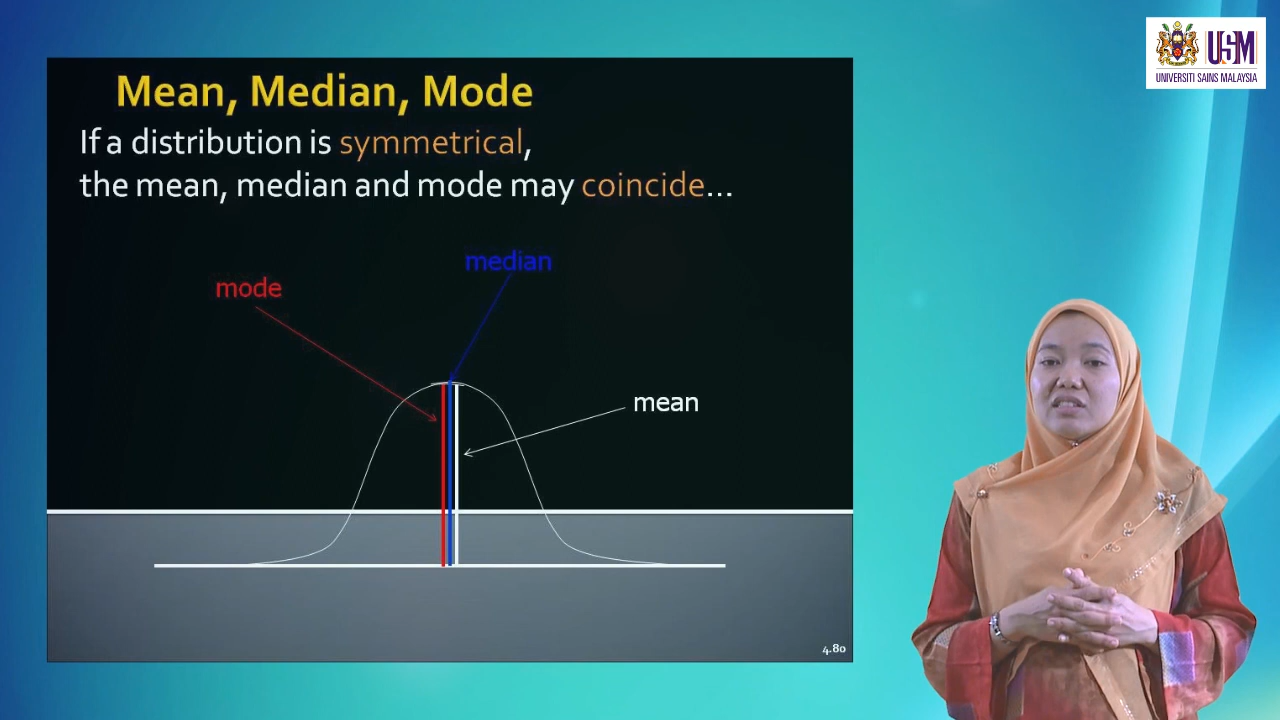 USM
UNIVERSITI SAINS MALAYSIA
Mean, Median, Mode
If a distribution is symmetrical,
the mean, median and mode may coincide...
median
mode
mean
4.80